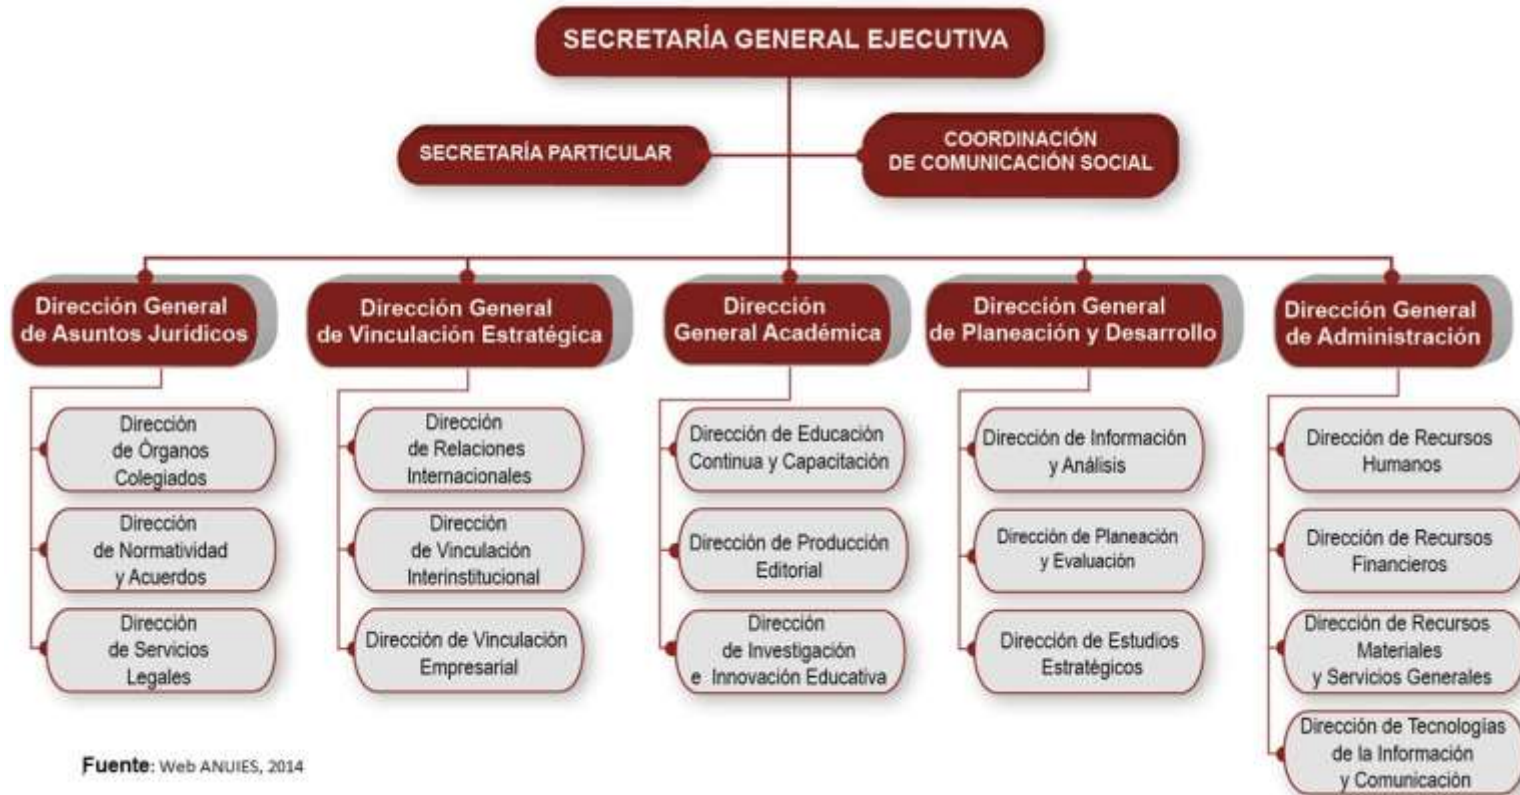 SECRETARÍA GENERAL EJECUTIVA
SECRETARÍA PARTICULAR
COORDINACIÓN
DE COMUNICACIÓN SOCIAL
Dirección General
de Asuntos Jurídicos
Dirección General
de Vinculación Estratégica
Dirección
General Académica
Dirección General
de Planeación y Desarrollo
Dirección General
de Administración
Dirección
de Órganos
Colegiados
Dirección
de Normatividad
y Acuerdos
Dirección
de Servicios
Legales
Dirección
de Relaciones
Internacionales
Dirección
de Vinculación
Interinstitucional
Dirección de Vinculación
Empresarial
Dirección de Educación
Continua y Capacitación
Dirección de Producción
Editorial
Dirección
de Investigación
e Innovación Educativa
Dirección de Información
y Análisis
Dirección de Planeación
y Evaluación
Dirección de Estudios
Estratégicos
Dirección de Recursos
Humanos
Dirección de Recursos
Financieros
Dirección de Recursos
Materiales
y Servicios Generales
Dirección de Tecnologías
de la Información
y Comunicación
Fuente: Web ANUIES, 2014